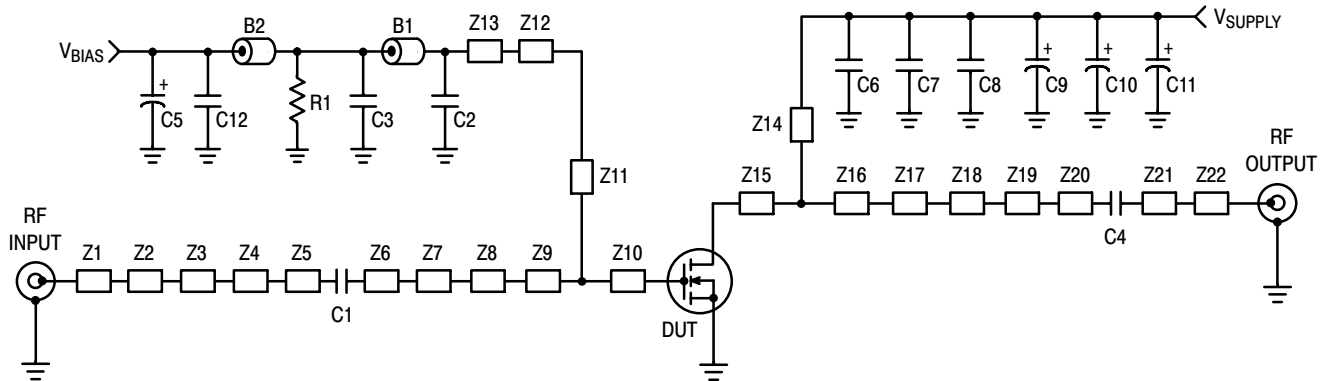 B2
B1
Z13
Z12
V_BIAS
+
C5
C12
R1
C3
C2
Z11
RF
INPUT
Z1
Z2
Z3
Z4
Z5
C1
Z6
Z7
Z8
Z9
Z10
DUT
V_SUPPLY
C6
C7
C8
+
C9
+
C10
+
C11
Z14
Z15
Z16
Z17
Z18
Z19
Z20
C4
Z21
Z22
RF
OUTPUT